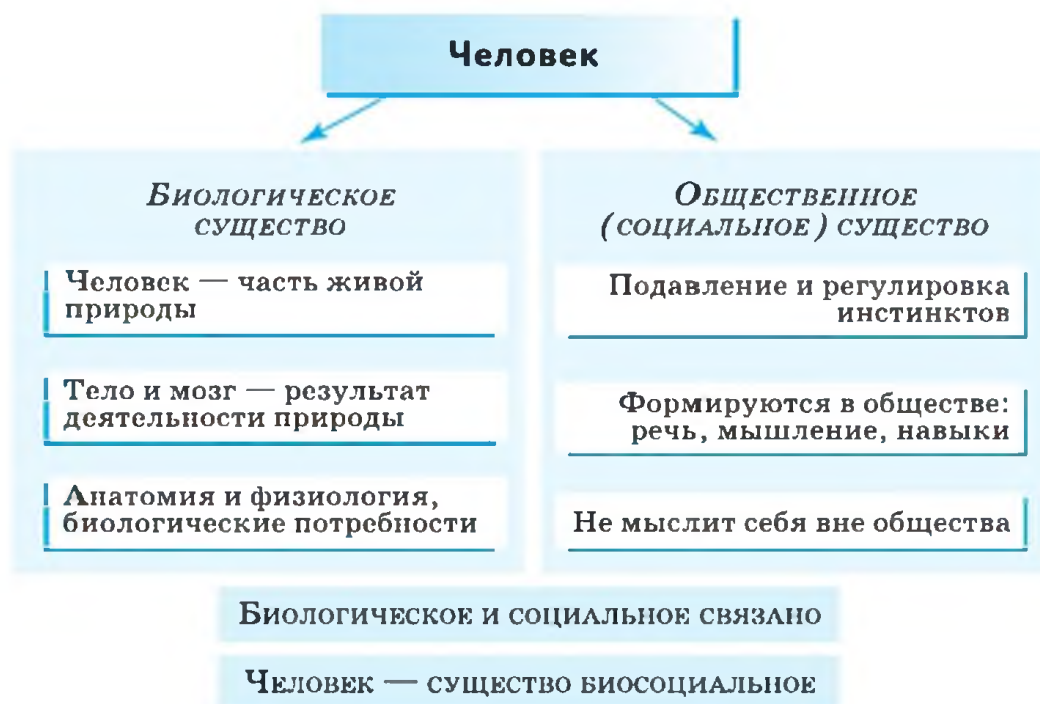 Человек
Биологическое
существо
Человек — часть живой
природы
Тело и мозг — результат
деятельности природы
Анатомия и физиология,
биологические потребности
Общественное
(социальное) существо
Подавление и регулировка
инстинктов
Формируются в обществе:
речь, мышление, навыки
Не мыслит себя вне общества
Биологическое и социальное связано
Человек — существо биосоциальное